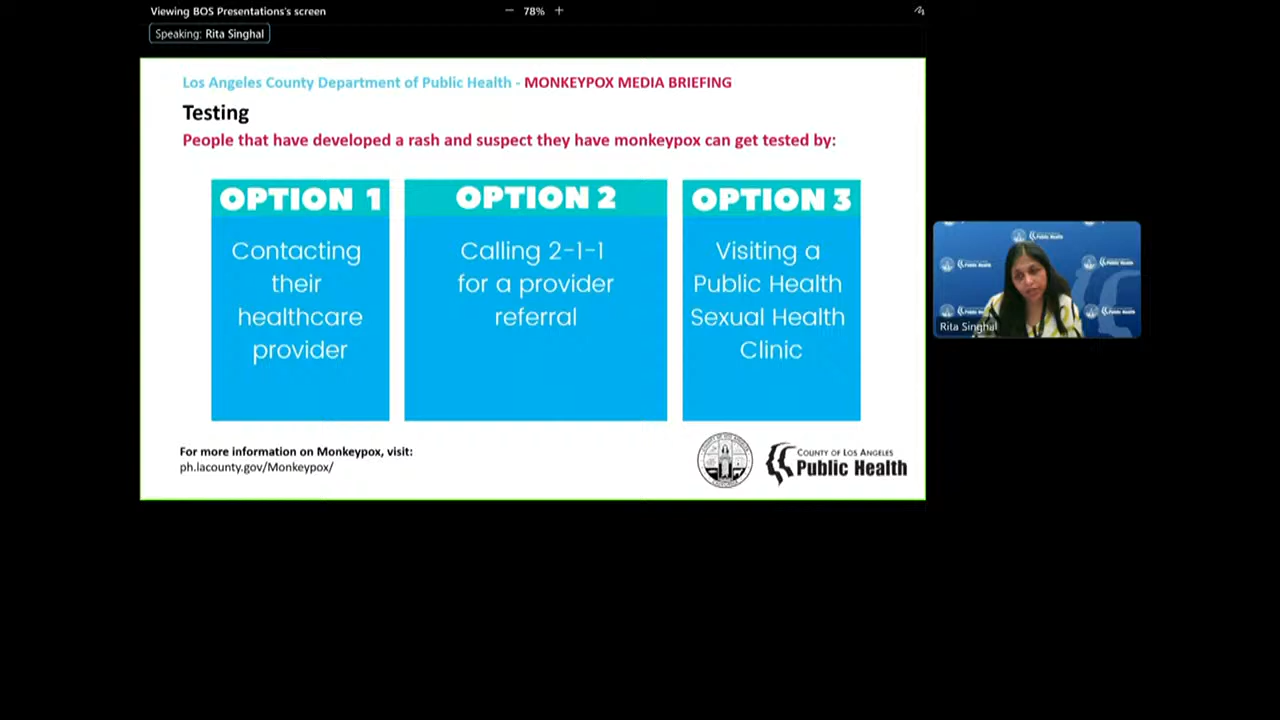 Viewing BOS Presentations's screen
78%
Speaking: Rita Singhal
Los Angeles County Department of Public Health - MONKEYPOX MEDIA BRIEFING
Testing
People that have developed a rash and suspect they have monkeypox can get tested by:
OPTION 1
Contacting
their
healthcare
provider
OPTION 2
Calling 2-1-1
for a provider
referral
OPTION 3
Visiting a
Public Health
Sexual Health
Clinic
For more information on Monkeypox, visit:
ph.lacounty.gov/Monkeypox/
COUNTY OF LOS ANGELES
Public Health
Rita Singhal